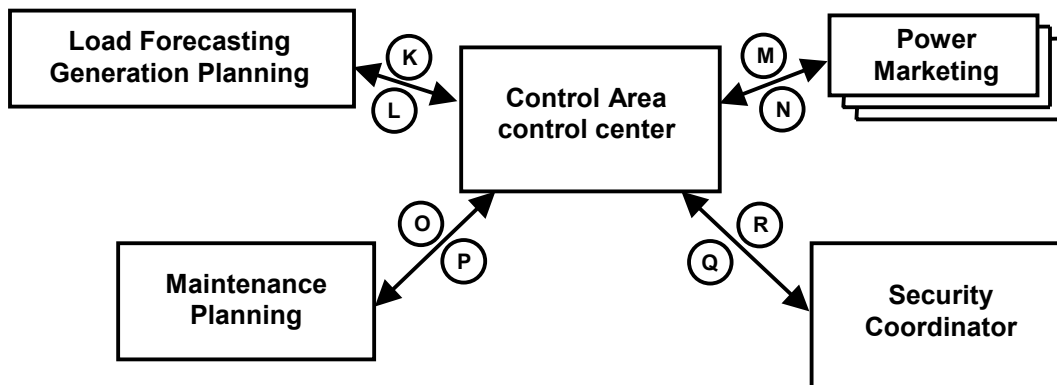 Load Forecasting
Generation Planning
K
L
Control Area
control center
M
N
Power
Marketing
O
P
Maintenance
Planning
R
Q
Security
Coordinator